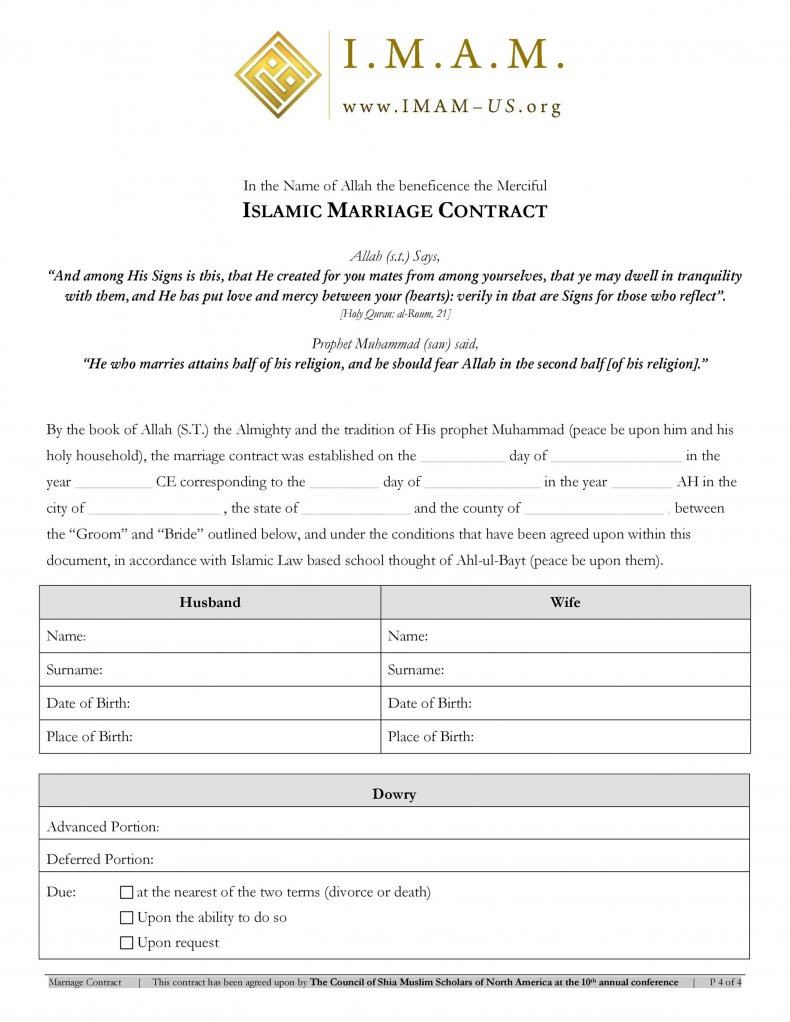 I.M.A.M.
www.IMAM–US.org
In the Name of Allah the beneficence the Merciful
ISLAMIC MARRIAGE CONTRACT
Allah (s.t.) Says,
“And among His Signs is this, that He created for you mates from among yourselves, that ye may dwell in tranquility
with them, and He has put love and mercy between your (hearts): verily in that are Signs for those who reflect”.
[Holy Quran: al-Roum, 21]
Prophet Muhammad (saw) said,
“He who marries attains half of his religion, and he should fear Allah in the second half [of his religion].”
By the book of Allah (S.T.) the Almighty and the tradition of His prophet Muhammad (peace be upon him and his
holy household), the marriage contract was established on the ___________ day of _________________ in the
year __________ CE corresponding to the _________ day of _______________ in the year ________ AH in the
city of _________________ , the state of ______________ and the county of ___________________ , between
the “Groom” and “Bride” outlined below, and under the conditions that have been agreed upon within this
document, in accordance with Islamic Law based school thought of Ahl-ul-Bayt (peace be upon them).
Husband Wife
Name: Name:
Surname: Surname:
Date of Birth: Date of Birth:
Place of Birth: Place of Birth:
Dowry
Advanced Portion:
Deferred Portion:
Due: ☐ at the nearest of the two terms (divorce or death)
☐ Upon the ability to do so
☐ Upon request
Marriage Contract | This contract has been agreed upon by The Council of Shia Muslim Scholars of North America at the 10th annual conference | P 4 of 4